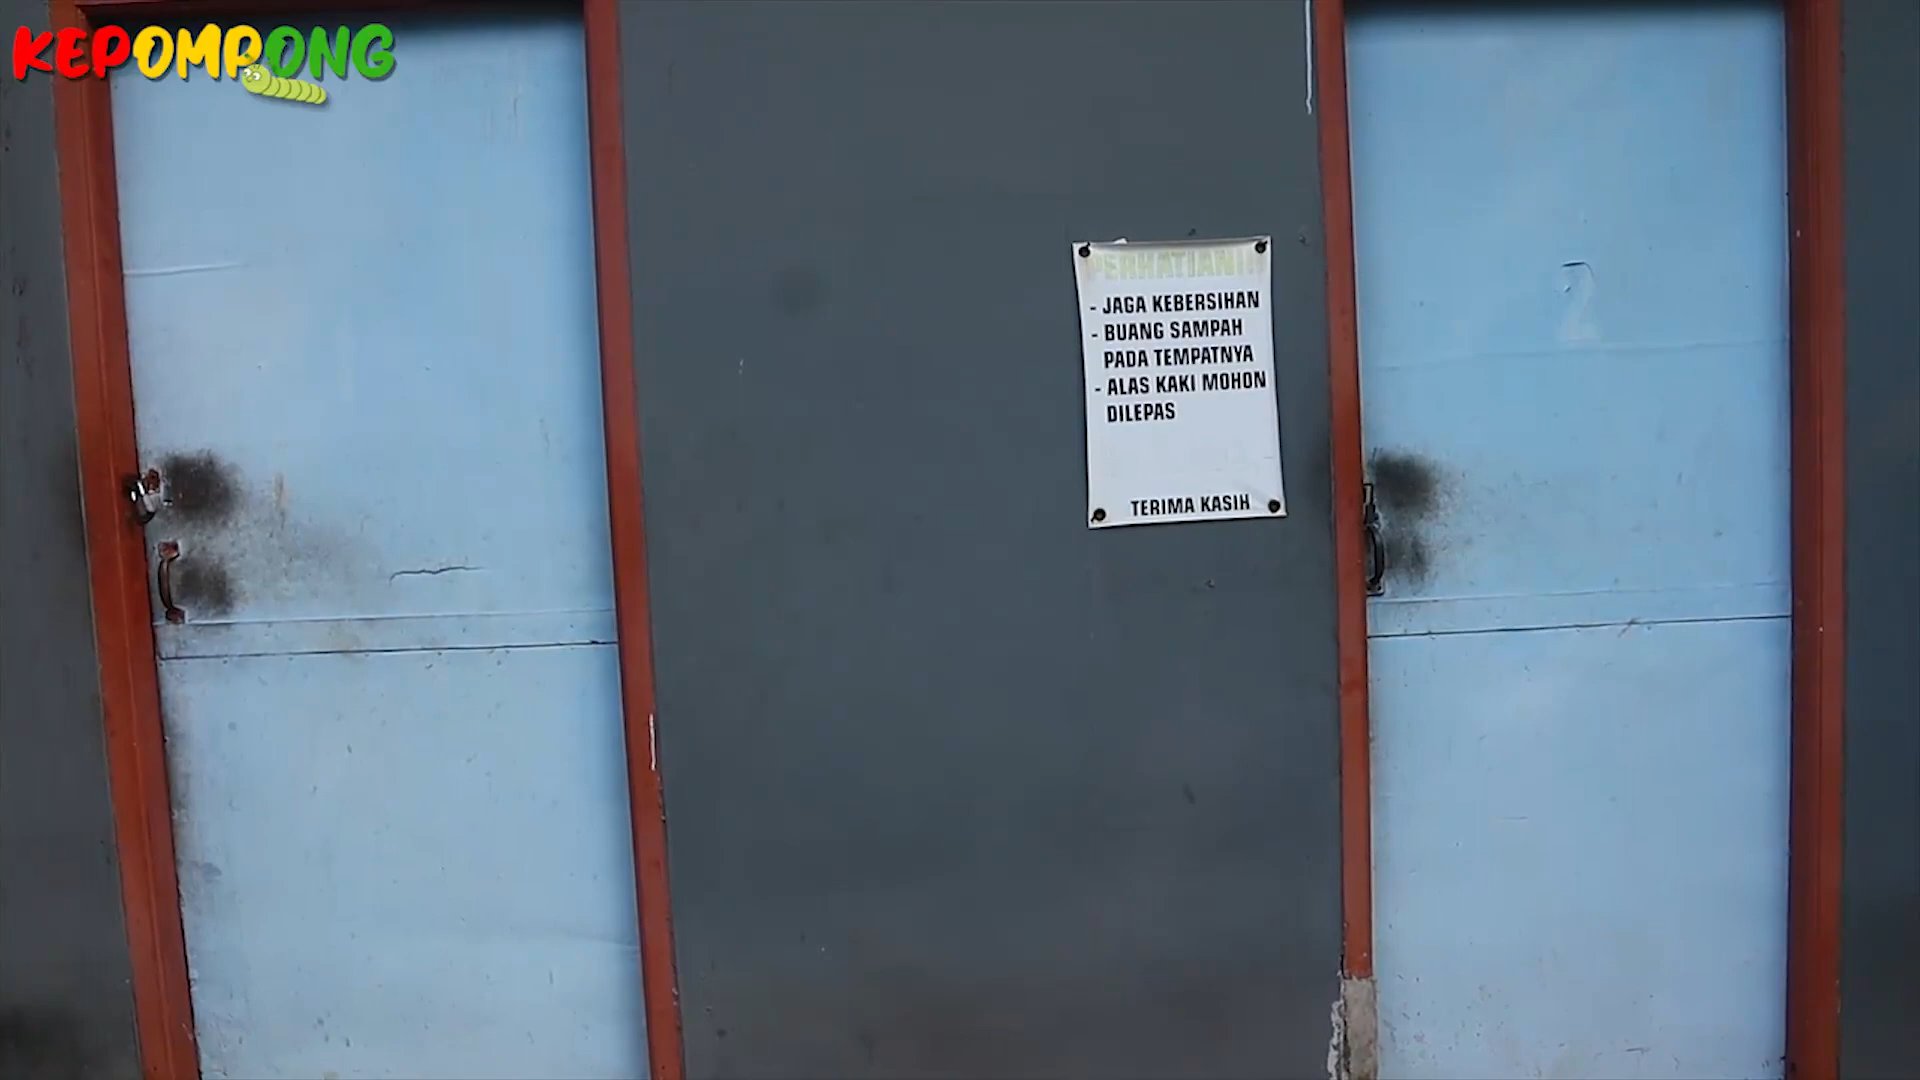 KEPOMPONG
PERHATIAN!!
- JAGA KEBERSIHAN
- BUANG SAMPAH
PADA TEMPATNYA
- ALAS KAKI MOHON
DILEPAS
TERIMA KASIH
2